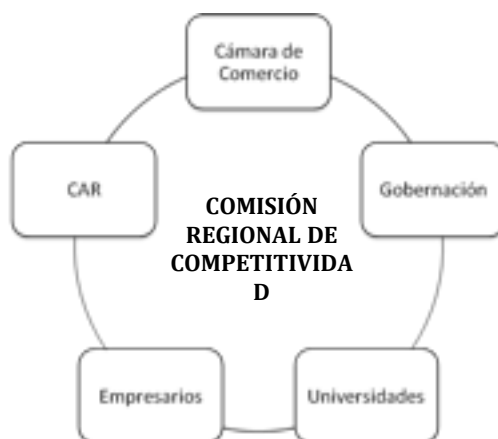 Cámara de
Comercio
CAR
Gobernación
COMISIÓN
REGIONAL DE
COMPETITIVIDA
D
Empresarios
Universidades